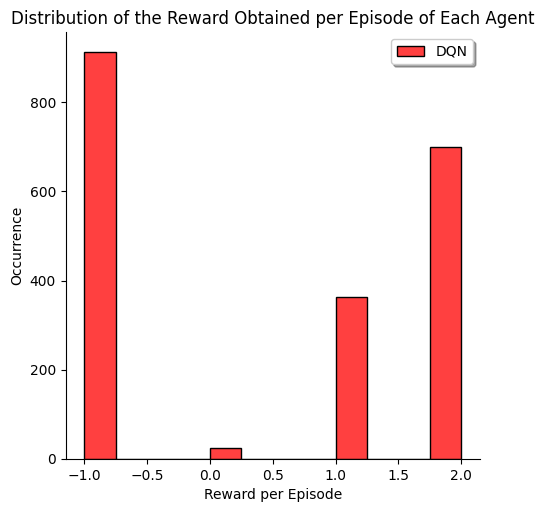 Distribution of the Reward Obtained per Episode of Each Agent
DQN
800
600
400
200
0
−1.0 −0.5 0.0 0.5 1.0 1.5 2.0
Occurrence
Reward per Episode